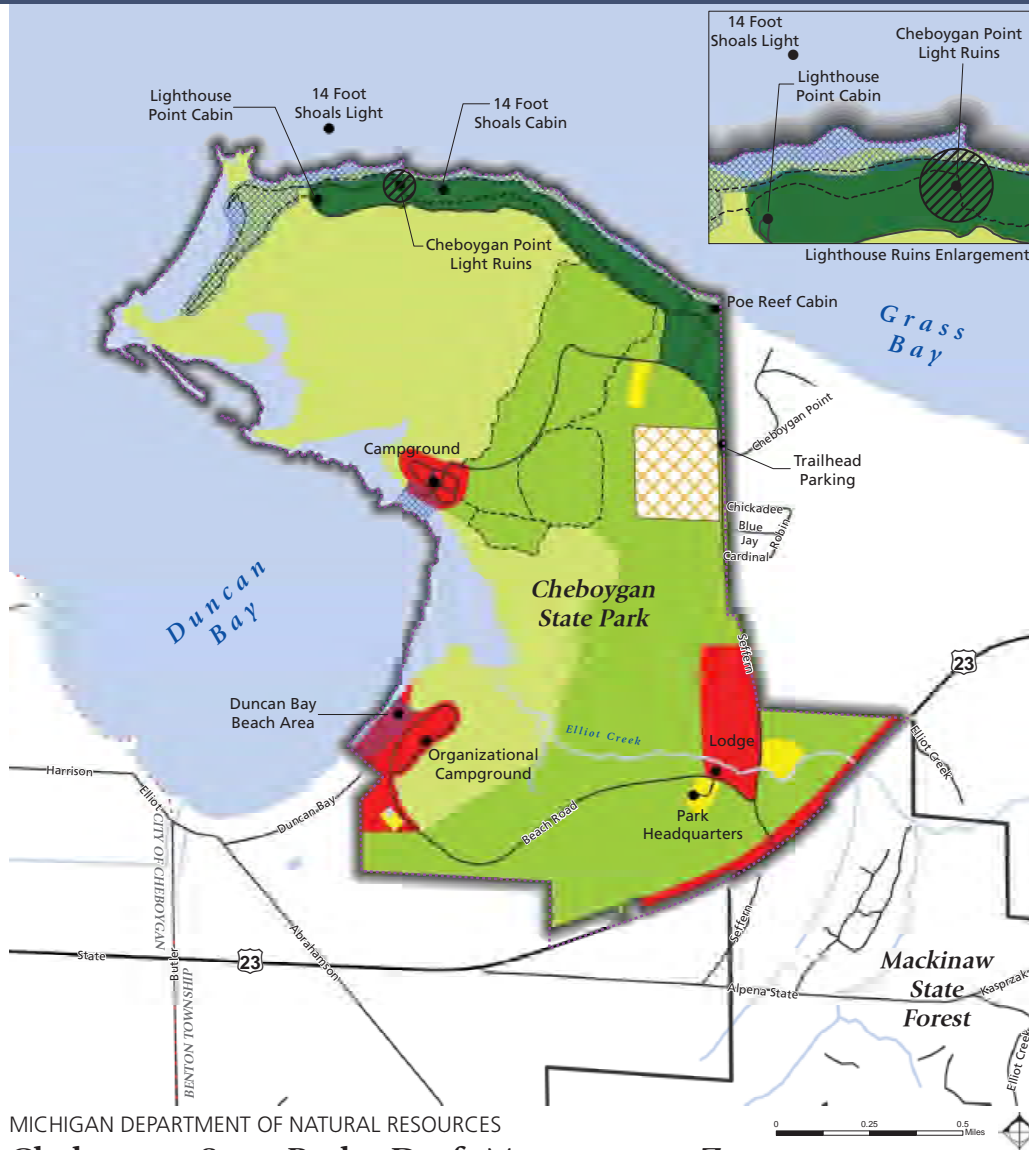 14 Foot
Shoals Light
Cheboygan Point
Light Ruins
Lighthouse
Point Cabin
Lighthouse Ruins Enlargement
Lighthouse
Point Cabin
14 Foot
Shoals Light
14 Foot
Shoals Cabin
Cheboygan Point
Light Ruins
Poe Reef Cabin
Grass
Bay
Cheboygan Point
Campground
Trailhead
Parking
Chickadee
Blue
Jay
Robin
Cardinal
Duncan
Bay
Cheboygan
State Park
Seffern
23
Duncan Bay
Beach Area
Elliot Creek
Lodge
Organizational
Campground
Elliot Creek
Harrison
Elliot
Duncan Bay
Beach Road
Park
Headquarters
CITY OF CHEBOYGAN
Abrahamson
Seffern
State
Butler
23
BENTON TOWNSHIP
Alpena State
Mackinaw
State
Forest
Kasprzak
Elliot Creek
MICHIGAN DEPARTMENT OF NATURAL RESOURCES
0 0.25 0.5
Miles